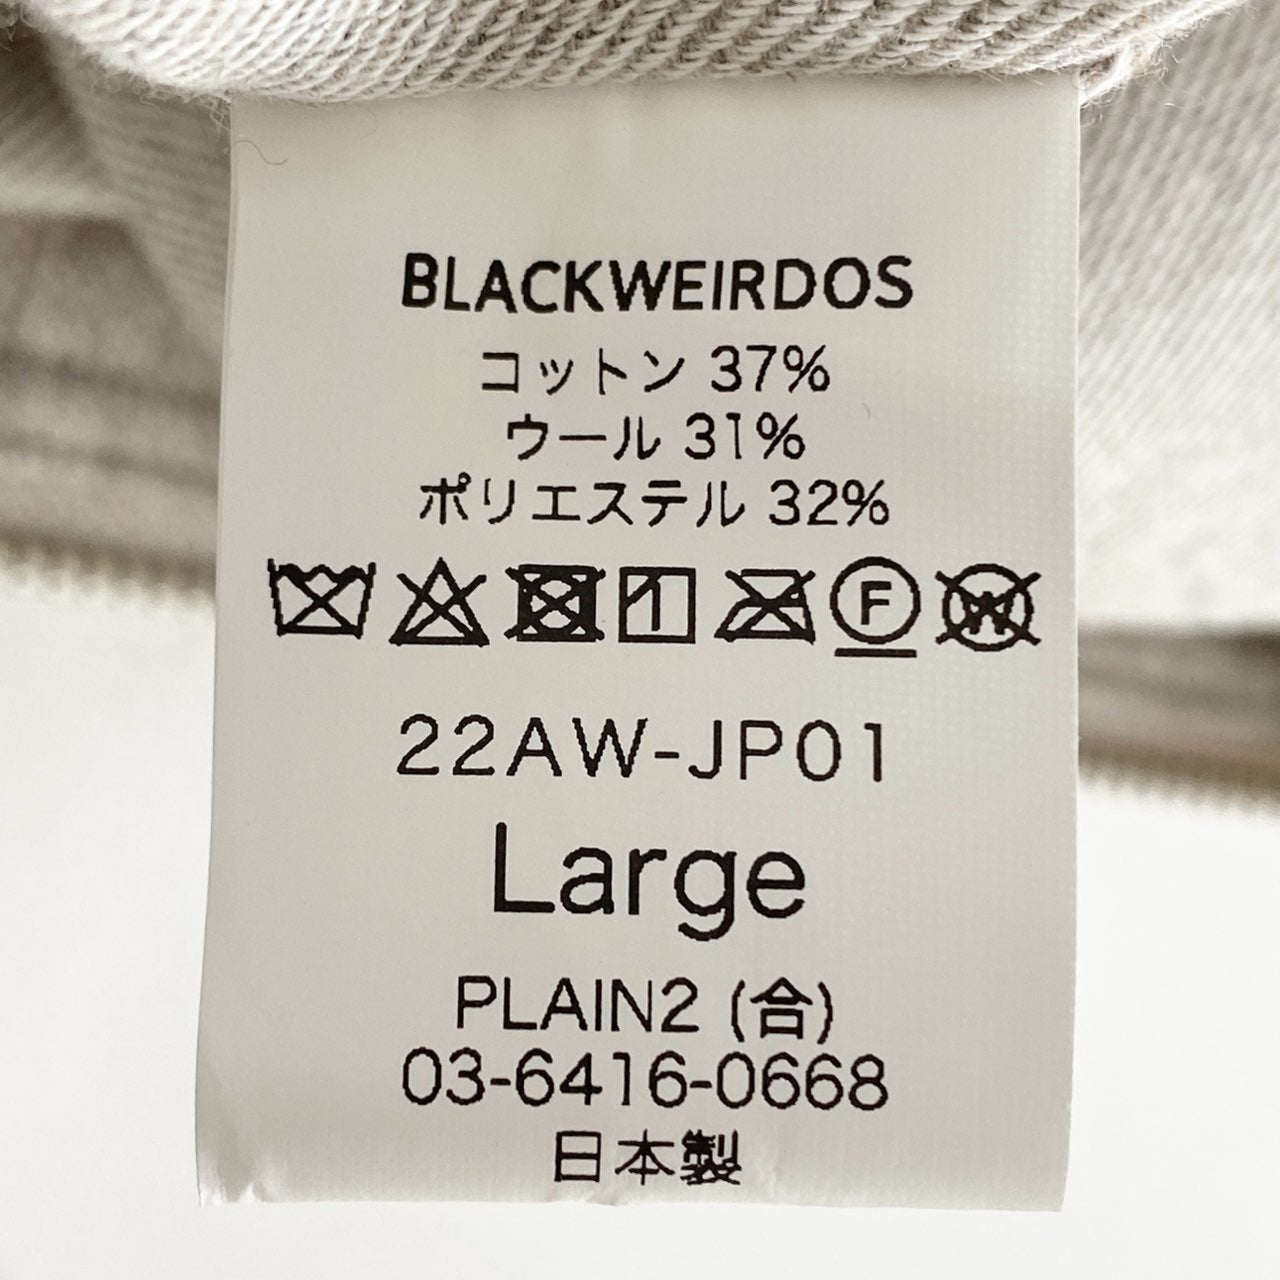 BLACKWEIRDOS
コットン 37%
ウール 31%
ポリエステル 32%
F W
22AW-JP01
Large
PLAIN2 (合)
03-6416-0668
日本製